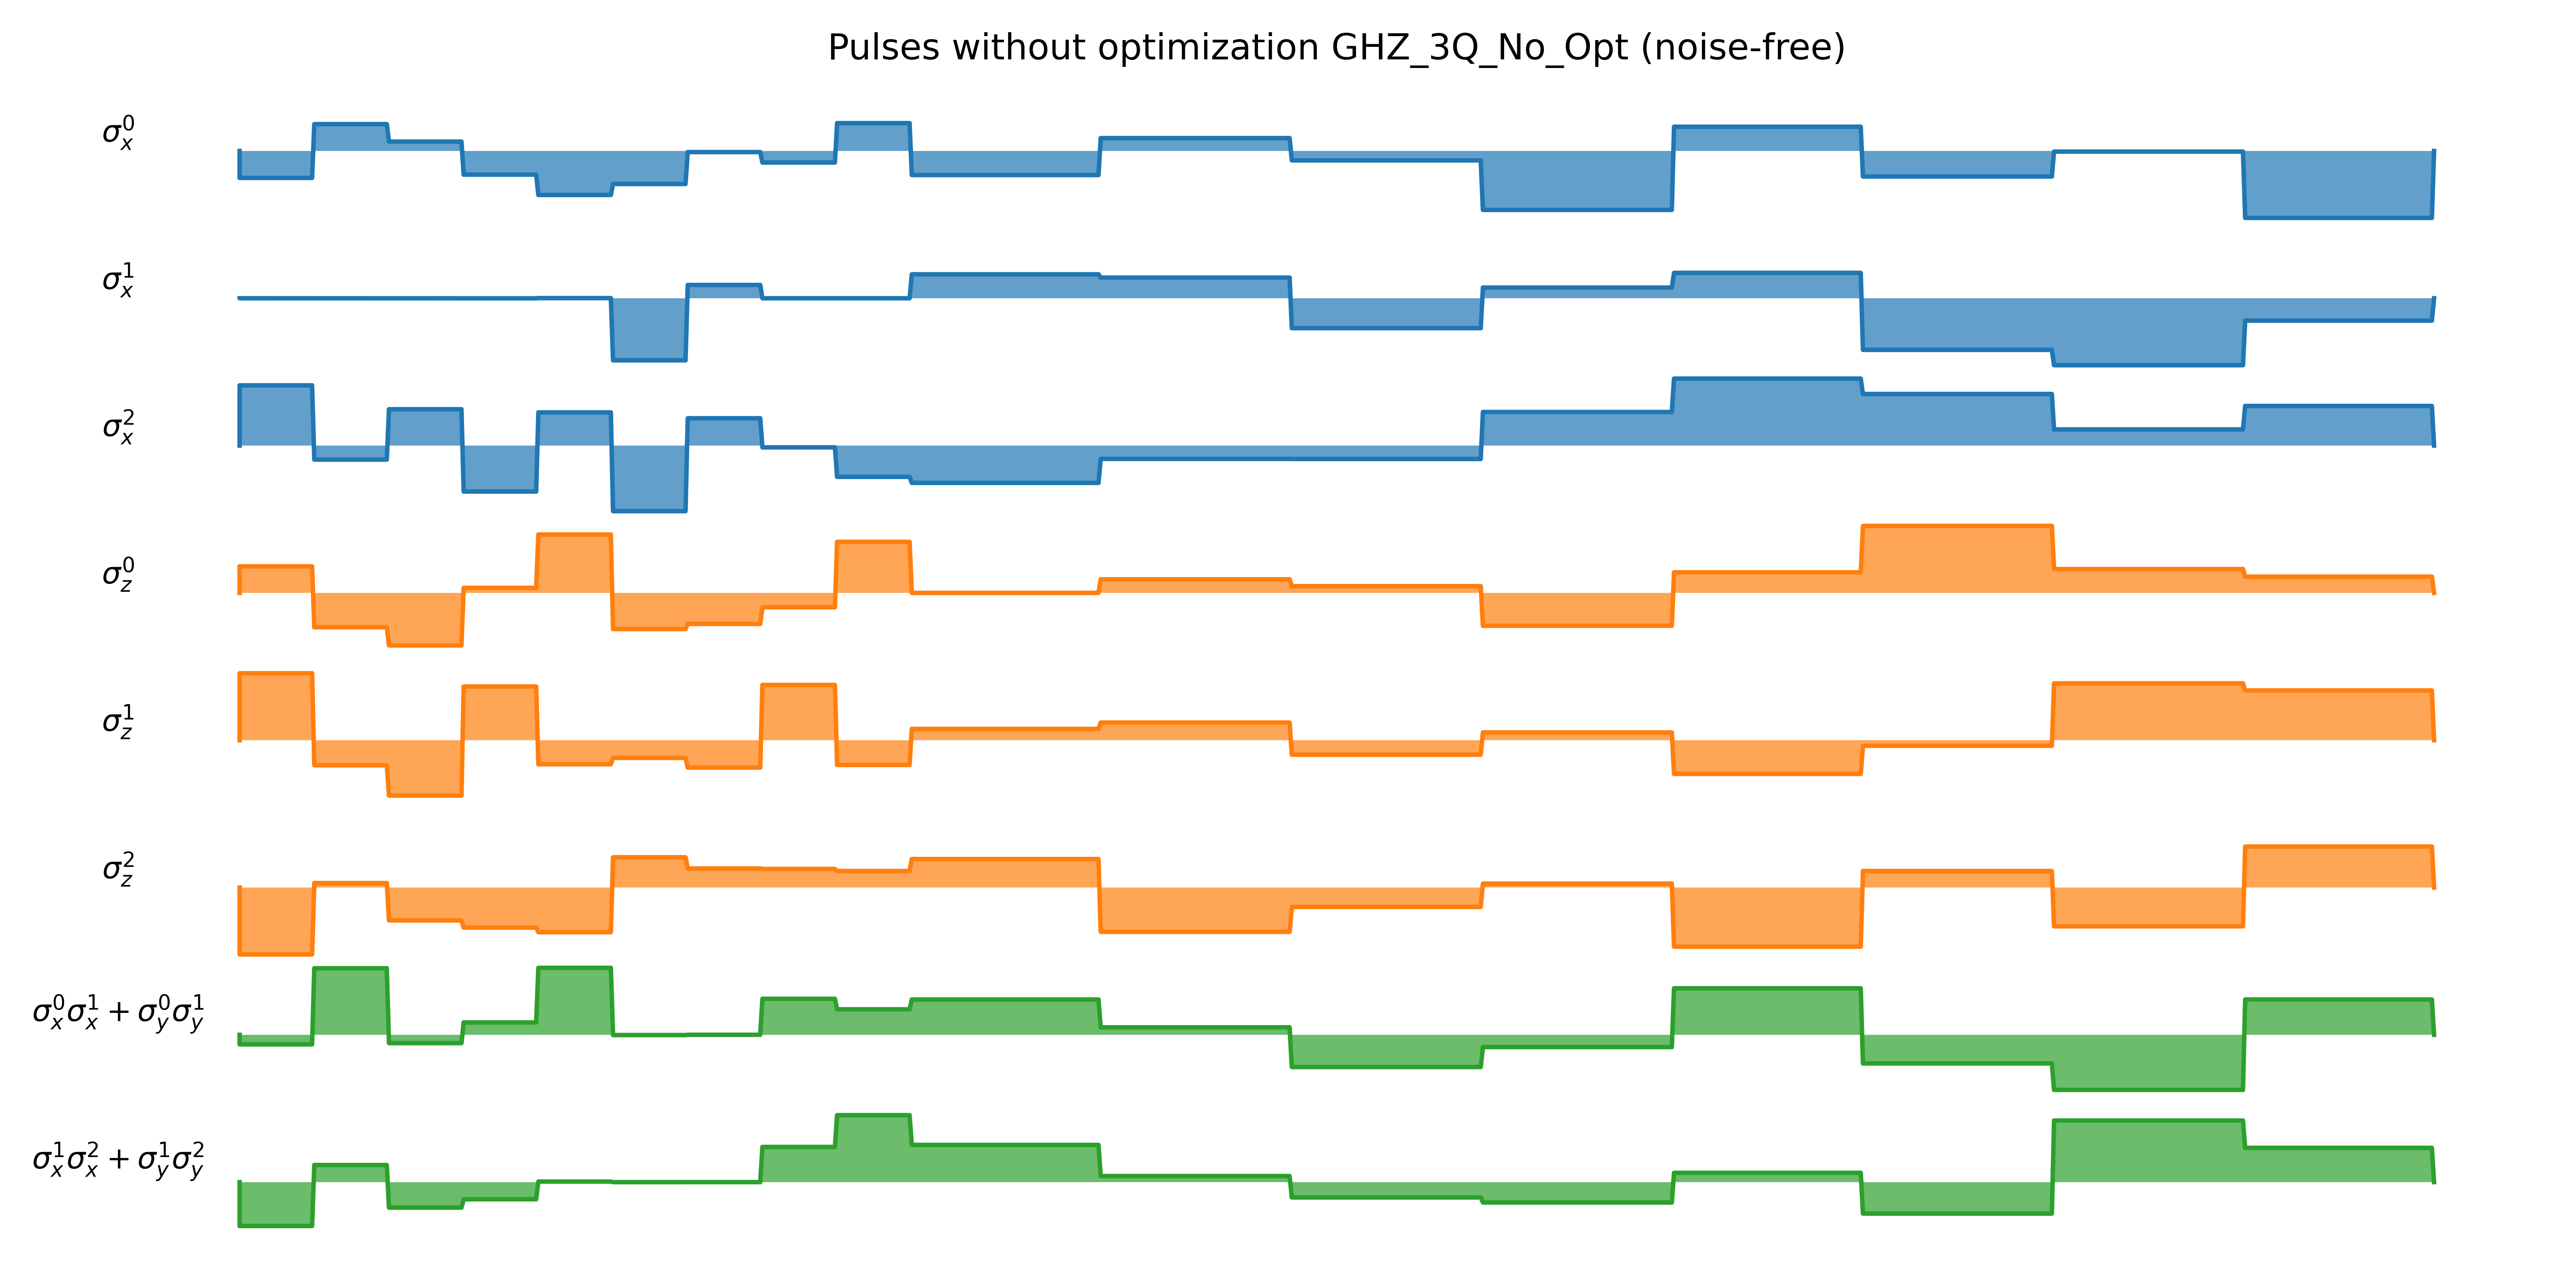 Pulses without optimization GHZ_3Q_No_Opt (noise-free)
σ_x^0
σ_x^1
σ_x^2
σ_z^0
σ_z^1
σ_z^2
σ_x^0σ_x^1 + σ_y^0σ_y^1
σ_x^1σ_x^2 + σ_y^1σ_y^2